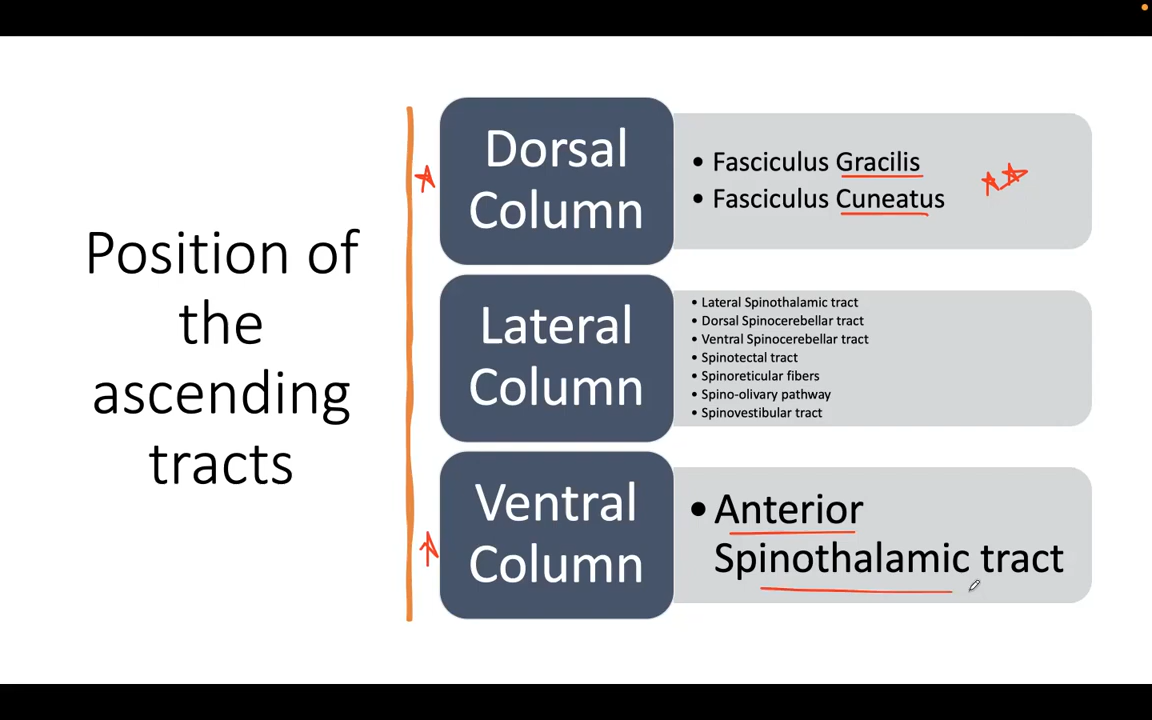 Position of
the
ascending
tracts
Dorsal
Column
• Fasciculus Gracilis
• Fasciculus Cuneatus
Lateral
Column
• Lateral Spinothalamic tract
• Dorsal Spinocerebellar tract
• Ventral Spinocerebellar tract
• Spinotectal tract
• Spinoreticular fibers
• Spino-olivary pathway
• Spinovestibular tract
Ventral
Column
• Anterior
Spinothalamic tract